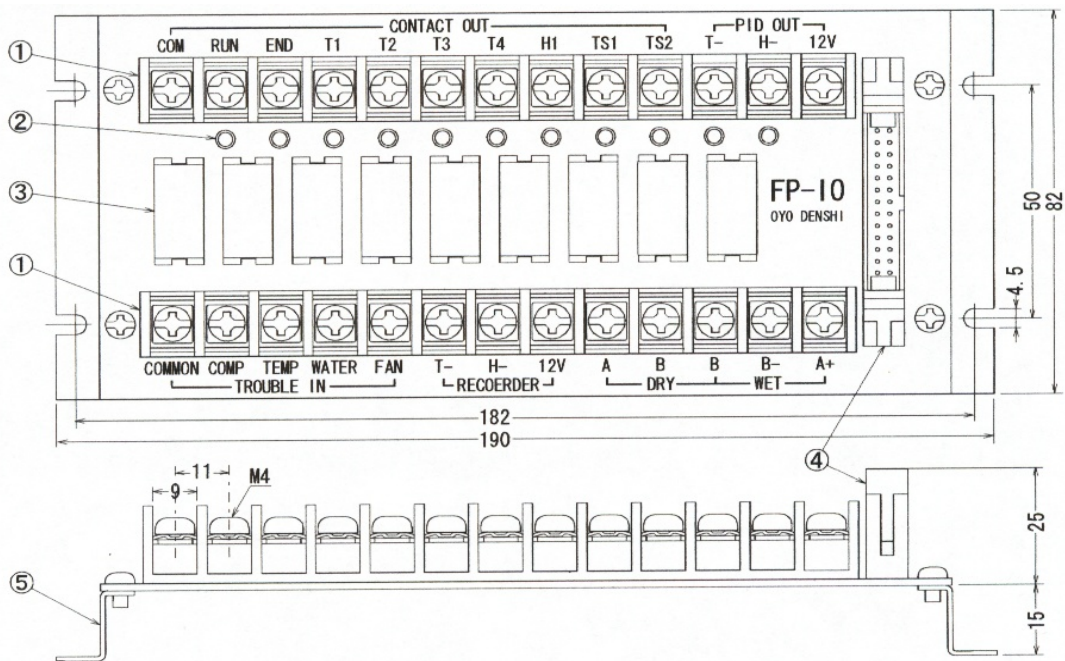 CONTACT OUT PID OUT
COM RUN END T1 T2 T3 T4 H1 TS1 TS2 T- H- 12V
①
②
③
FP-IO
OYO DENSHI
①
COMMON COMP TEMP WATER FAN T- H- 12V A B B B- A+
TROUBLE IN RECOERDER DRY WET
4.5
50
82
182
190
④
11
9
M4
25
⑤
15